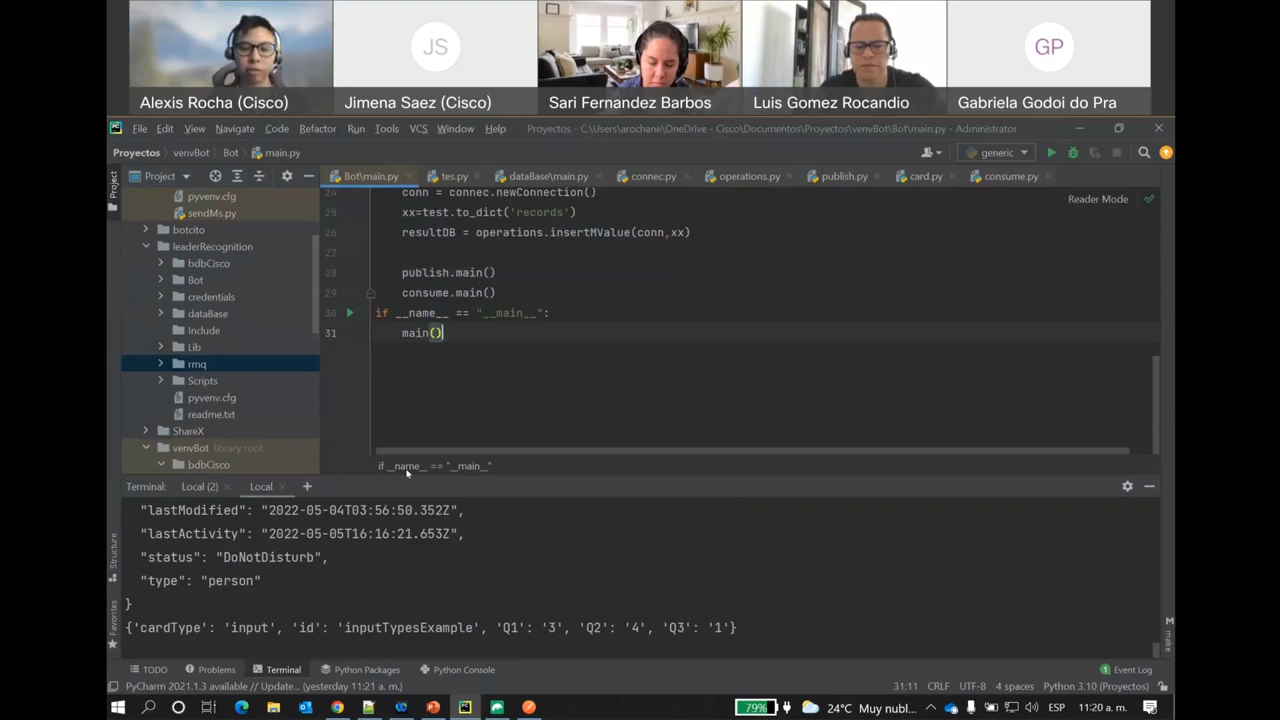 JS
GP
Alexis Rocha (Cisco)
Jimena Saez (Cisco)
Sari Fernandez Barbos
Luis Gomez Rocandio
Gabriela Godoi do Pra
File Edit View Navigate Code Refactor Run Tools VCS Window Help Proyectos - C:\Users\arochane\OneDrive - Cisco\Documentos\Proyectos\venvBot\Bot\main.py - Administrator
Proyectos venvBot Bot main.py generic
Project Bot\main.py tes.py dataBase\main.py connec.py operations.py publish.py card.py consume.py
Project
pyvenv.cfg
sendMs.py
botcito
leaderRecognition
bdbCisco
Bot
credentials
dataBase
Include
Lib
rmq
Scripts
pyvenv.cfg
readme.txt
ShareX
venvBot library root
bdbCisco
Reader Mode
24 conn = connec.newConnection()
25 xx=test.to_dict('records')
26 resultDB = operations.insertMValue(conn,xx)
27
28 publish.main()
29 consume.main()
30 if __name__ == "__main__":
31 main()
if __name__ == "__main__"
Terminal: Local (2) Local
"lastModified": "2022-05-04T03:56:50.352Z",
"lastActivity": "2022-05-05T16:16:21.653Z",
"status": "DoNotDisturb",
"type": "person"
}
{'cardType': 'input', 'id': 'inputTypesExample', 'Q1': '3', 'Q2': '4', 'Q3': '1'}
Structure
Favorites
make
TODO Problems Terminal Python Packages Python Console 1 Event Log
PyCharm 2021.1.3 available // Update... (yesterday 11:21 a. m.) 31:11 CRLF UTF-8 4 spaces Python 3.10 (Proyectos)
79% 24°C Muy nubl... ESP 11:20 a. m.